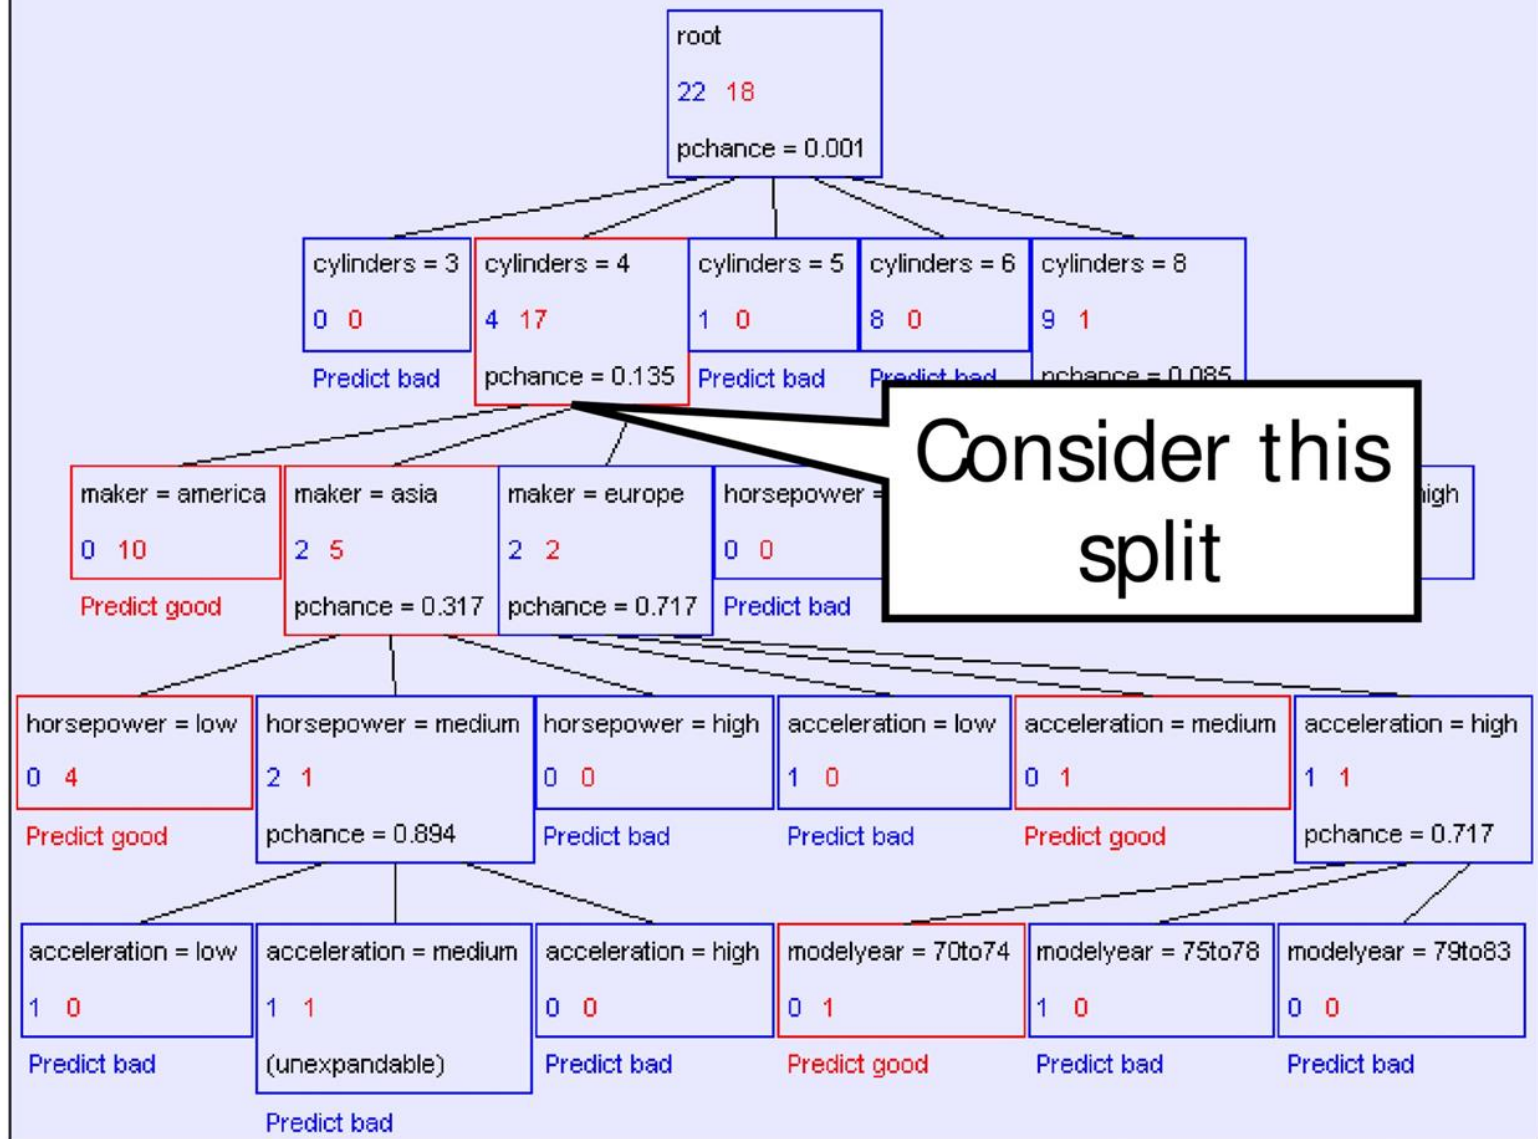 root
22 18
pchance = 0.001
cylinders = 3
0 0
Predict bad
cylinders = 4
4 17
pchance = 0.135
cylinders = 5
1 0
Predict bad
cylinders = 6
8 0
Predict bad
cylinders = 8
9 1
pchance = 0.085
Consider this
split
maker = america
0 10
Predict good
maker = asia
2 5
pchance = 0.317
maker = europe
2 2
pchance = 0.717
horsepower =
0 0
Predict bad
high
horsepower = low
0 4
Predict good
horsepower = medium
2 1
pchance = 0.894
horsepower = high
0 0
Predict bad
acceleration = low
1 0
Predict bad
acceleration = medium
0 1
Predict good
acceleration = high
1 1
pchance = 0.717
acceleration = low
1 0
Predict bad
acceleration = medium
1 1
(unexpandable)
Predict bad
acceleration = high
0 0
Predict bad
modelyear = 70to74
0 1
Predict good
modelyear = 75to78
1 0
Predict bad
modelyear = 79to83
0 0
Predict bad